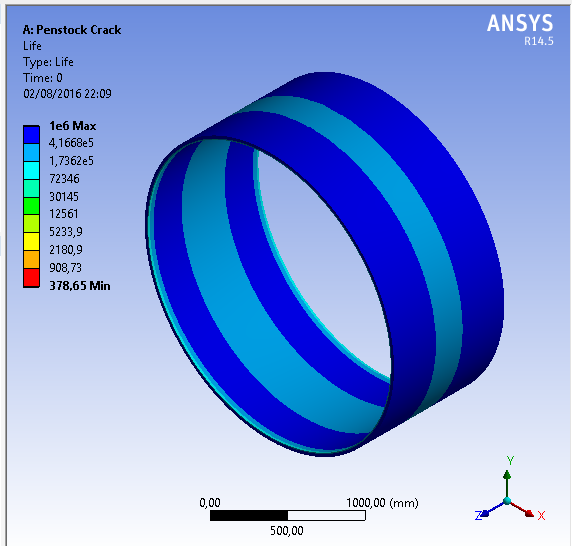 A: Penstock Crack
Life
Type: Life
Time: 0
02/08/2016 22:09
ANSYS
R14.5
1e6 Max
4,1668e5
1,7362e5
72346
30145
12561
5233,9
2180,9
908,73
378,65 Min
0,00
1000,00 (mm)
500,00
Y
Z
X